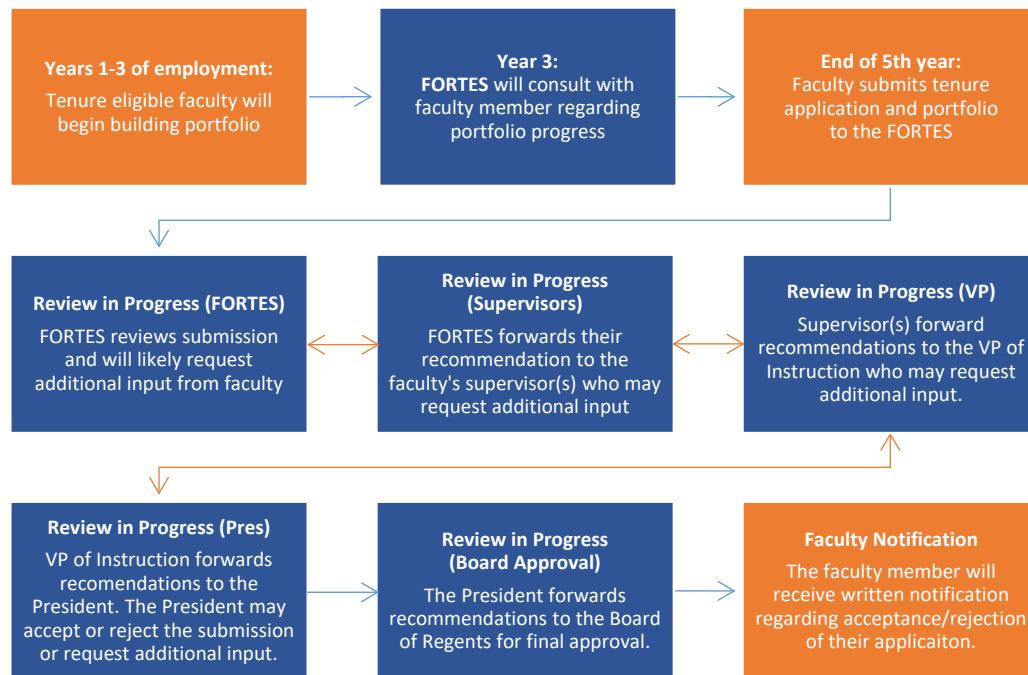 Years 1-3 of employment:
Tenure eligible faculty will
begin building portfolio
Year 3:
FORTES will consult with
faculty member regarding
portfolio progress
End of 5th year:
Faculty submits tenure
application and portfolio
to the FORTES
Review in Progress (FORTES)
FORTES reviews submission
and will likely request
additional input from faculty
Review in Progress
(Supervisors)
FORTES forwards their
recommendation to the
faculty's supervisor(s) who may
request additional input
Review in Progress (VP)
Supervisor(s) forward
recommendations to the VP of
Instruction who may request
additional input.
Review in Progress (Pres)
VP of Instruction forwards
recomendations to the
President. The President may
accept or reject the submission
or request additional input.
Review in Progress
(Board Approval)
The President forwards
recommendations to the Board
of Regents for final approval.
Faculty Notification
The faculty member will
receive written notification
regarding acceptance/rejection
of their applicaiton.